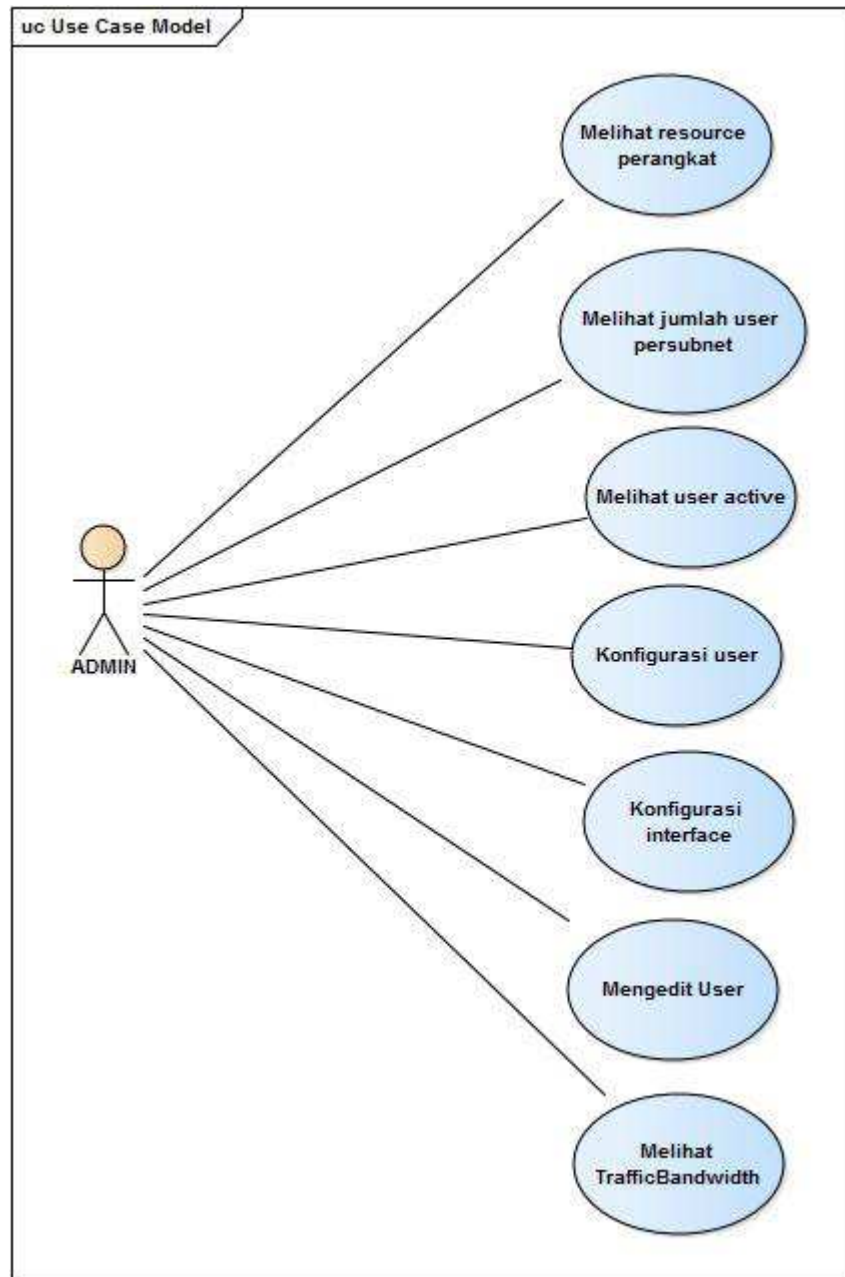 uc Use Case Model
Melihat resource
perangkat
Melihat jumlah user
persubnet
Melihat user active
Konfigurasi user
ADMIN
Konfigurasi
interface
Mengedit User
Melihat
TrafficBandwidth